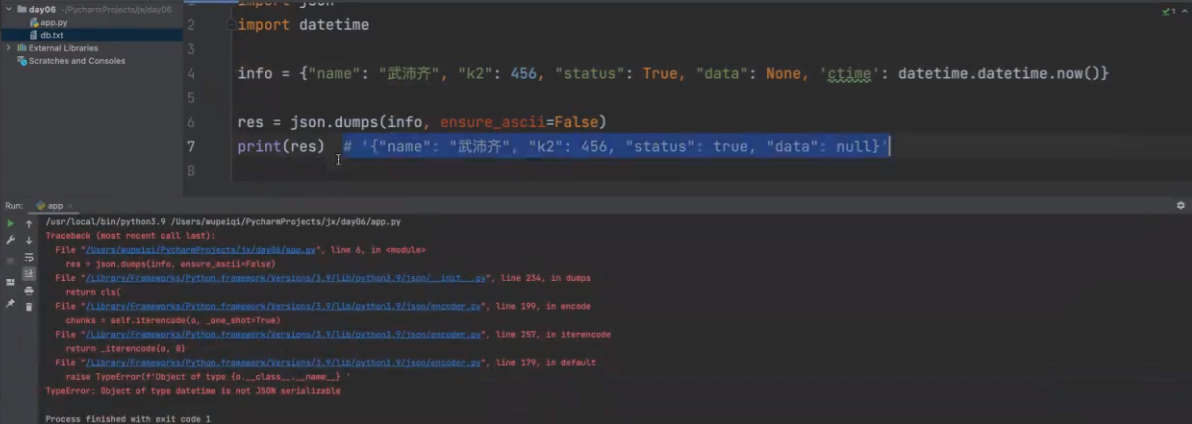 day06 ~/PycharmProjects/jx/day06
app.py
db.txt
External Libraries
Scratches and Consoles
1
import json
2 import datetime
3
4 info = {"name": "武沛齐", "k2": 456, "status": True, "data": None, 'ctime': datetime.datetime.now()}
5
6 res = json.dumps(info, ensure_ascii=False)
7 print(res) # '{"name": "武沛齐", "k2": 456, "status": true, "data": null}'
8
Run: app
/usr/local/bin/python3.9 /Users/wupeiqi/PycharmProjects/jx/day06/app.py
Traceback (most recent call last):
File "/Users/wupeiqi/PycharmProjects/jx/day06/app.py", line 6, in <module>
res = json.dumps(info, ensure_ascii=False)
File "/Library/Frameworks/Python.framework/Versions/3.9/lib/python3.9/json/__init__.py", line 234, in dumps
return cls(
File "/Library/Frameworks/Python.framework/Versions/3.9/lib/python3.9/json/encoder.py", line 199, in encode
chunks = self.iterencode(o, _one_shot=True)
File "/Library/Frameworks/Python.framework/Versions/3.9/lib/python3.9/json/encoder.py", line 257, in iterencode
return _iterencode(o, 0)
File "/Library/Frameworks/Python.framework/Versions/3.9/lib/python3.9/json/encoder.py", line 179, in default
raise TypeError(f'Object of type {o.__class__.__name__} '
TypeError: Object of type datetime is not JSON serializable
Process finished with exit code 1